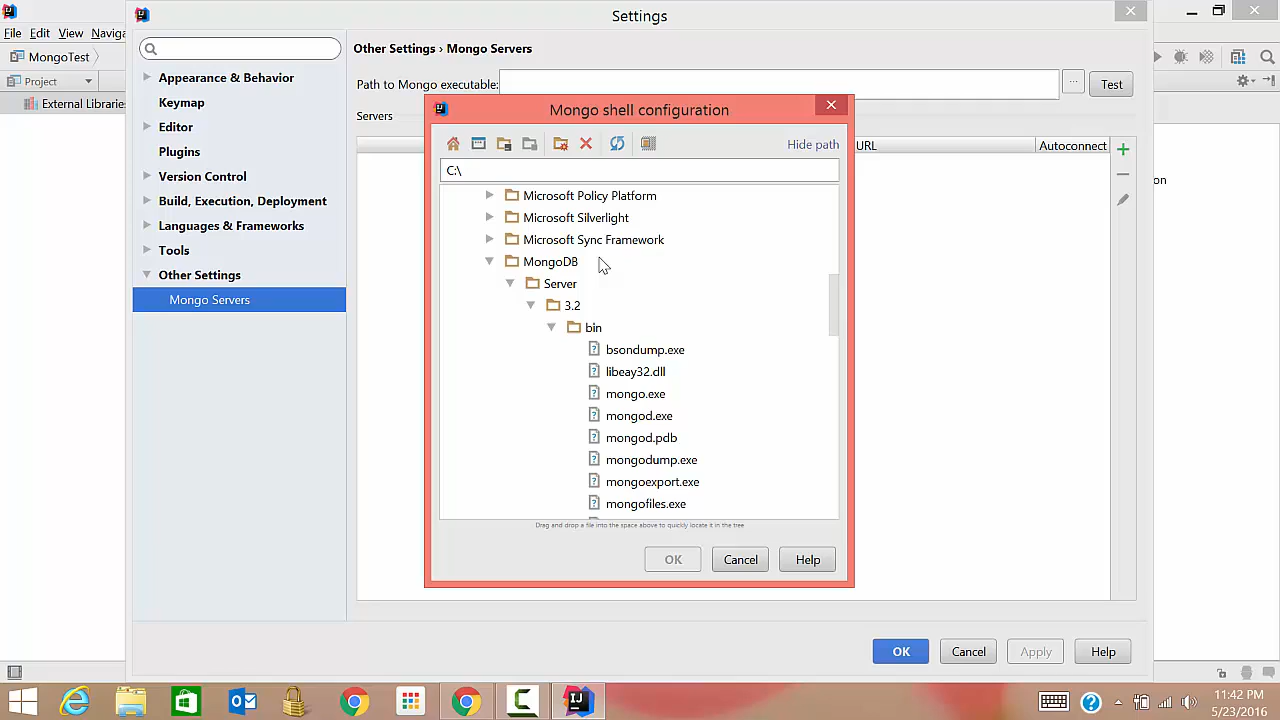 Settings
File Edit View Naviga
MongoTest
Project
External Librarie
Appearance & Behavior
Keymap
Editor
Plugins
Version Control
Build, Execution, Deployment
Languages & Frameworks
Tools
Other Settings
Mongo Servers
Other Settings › Mongo Servers
Path to Mongo executable:
... Test
Servers
URL Autoconnect
on
Mongo shell configuration
Hide path
C:\
Microsoft Policy Platform
Microsoft Silverlight
Microsoft Sync Framework
MongoDB
Server
3.2
bin
bsondump.exe
libeay32.dll
mongo.exe
mongod.exe
mongod.pdb
mongodump.exe
mongoexport.exe
mongofiles.exe
Drag and drop a file into the space above to quickly locate it in the tree
OK Cancel Help
OK Cancel Apply Help
11:42 PM
5/23/2016